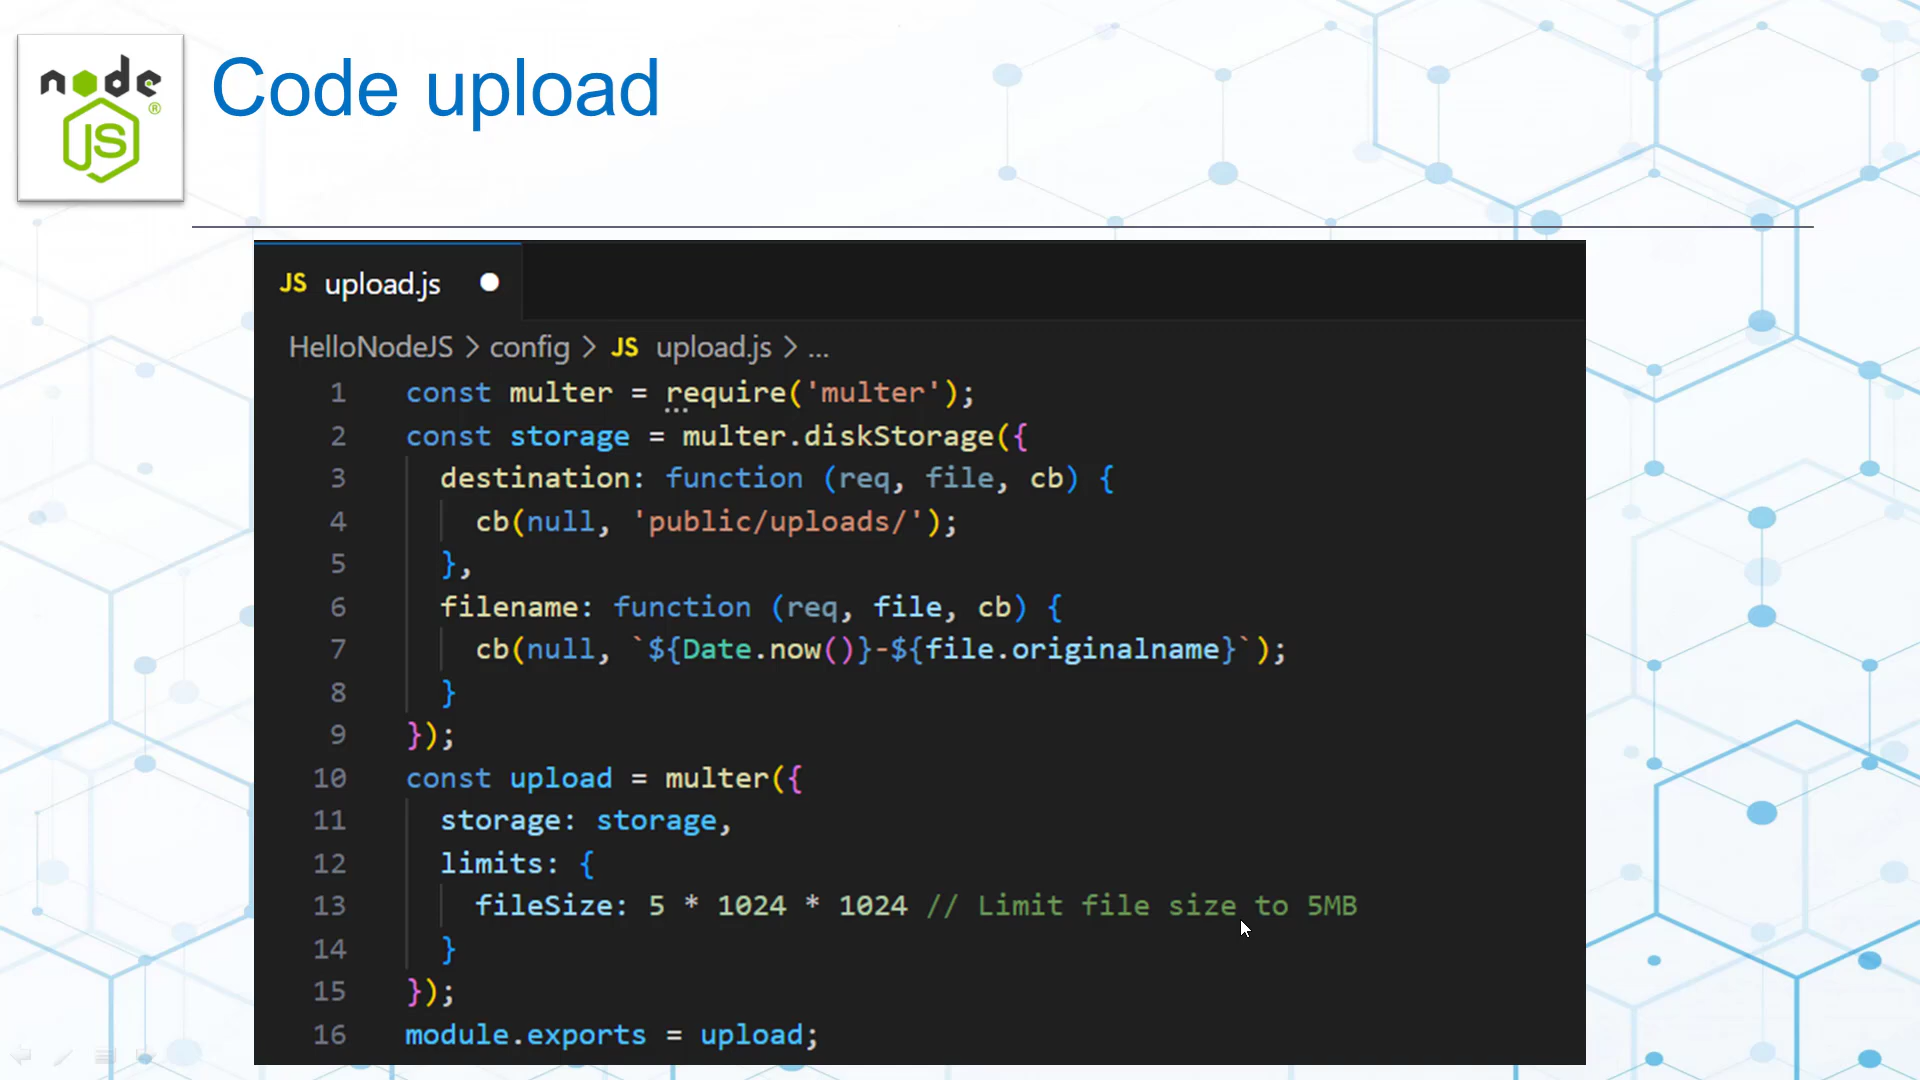 node
JS
®
Code upload
JS upload.js
HelloNodeJS > config > JS upload.js > ...
1 const multer = require('multer');
2 const storage = multer.diskStorage({
3   destination: function (req, file, cb) {
4     cb(null, 'public/uploads/');
5   },
6   filename: function (req, file, cb) {
7     cb(null, `${Date.now()}-${file.originalname}`);
8   }
9 });
10 const upload = multer({
11   storage: storage,
12   limits: {
13     fileSize: 5 * 1024 * 1024 // Limit file size to 5MB
14   }
15 });
16 module.exports = upload;